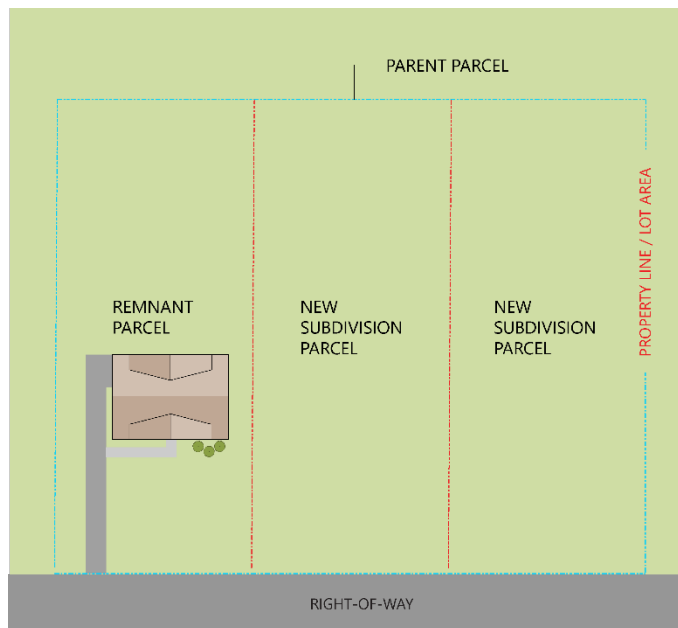 PARENT PARCEL
PROPERTY LINE / LOT AREA
REMNANT
PARCEL
NEW
SUBDIVISION
PARCEL
NEW
SUBDIVISION
PARCEL
RIGHT-OF-WAY